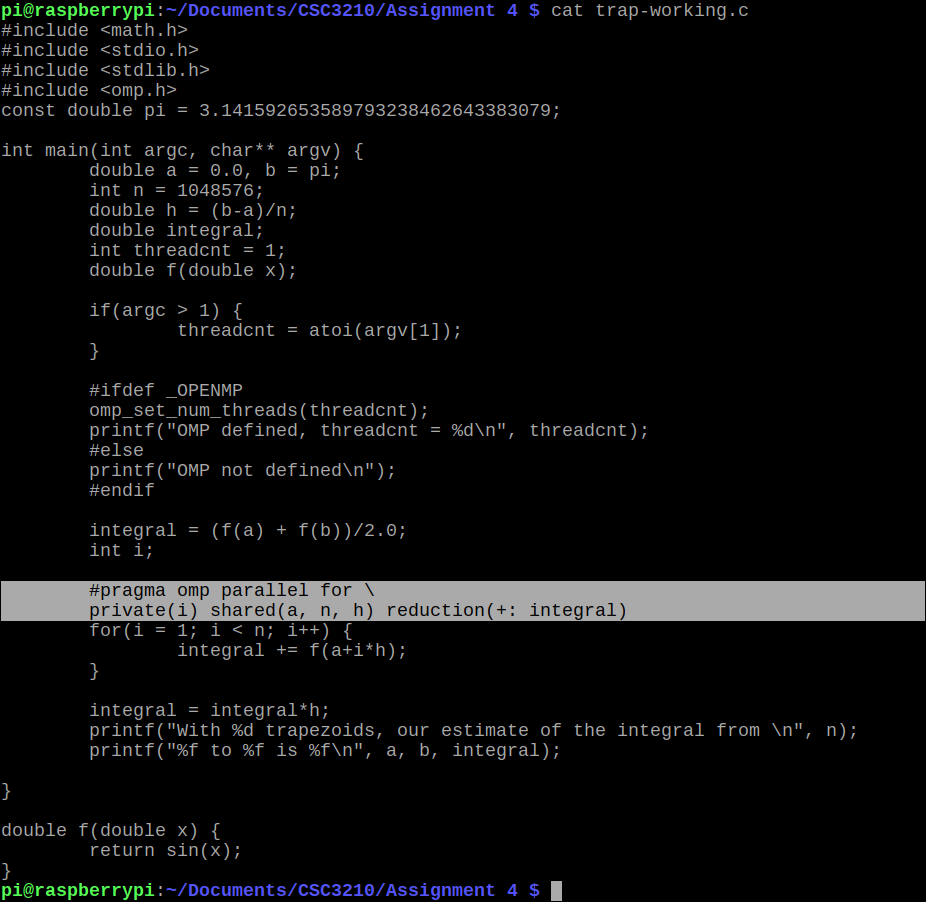 pi@raspberrypi:~/Documents/CSC3210/Assignment 4 $ cat trap-working.c
#include <math.h>
#include <stdio.h>
#include <stdlib.h>
#include <omp.h>
const double pi = 3.141592653589793238462643383079;
int main(int argc, char** argv) {
        double a = 0.0, b = pi;
        int n = 1048576;
        double h = (b-a)/n;
        double integral;
        int threadcnt = 1;
        double f(double x);
        if(argc > 1) {
                threadcnt = atoi(argv[1]);
        }
        #ifdef _OPENMP
        omp_set_num_threads(threadcnt);
        printf("OMP defined, threadcnt = %d\n", threadcnt);
        #else
        printf("OMP not defined\n");
        #endif
        integral = (f(a) + f(b))/2.0;
        int i;
        #pragma omp parallel for \
        private(i) shared(a, n, h) reduction(+: integral)
        for(i = 1; i < n; i++) {
                integral += f(a+i*h);
        }
        integral = integral*h;
        printf("With %d trapezoids, our estimate of the integral from \n", n);
        printf("%f to %f is %f\n", a, b, integral);
}
double f(double x) {
        return sin(x);
}
pi@raspberrypi:~/Documents/CSC3210/Assignment 4 $